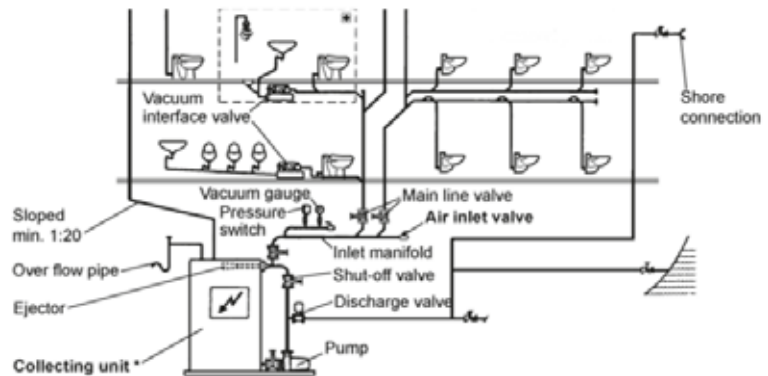 Vacuum
interface valve
Shore
connection
Vacuum gauge
Pressure
switch
Main line valve
Air inlet valve
Sloped
min. 1:20
Inlet manifold
Over flow pipe
Shut-off valve
Ejector
Discharge valve
Collecting unit *
Pump